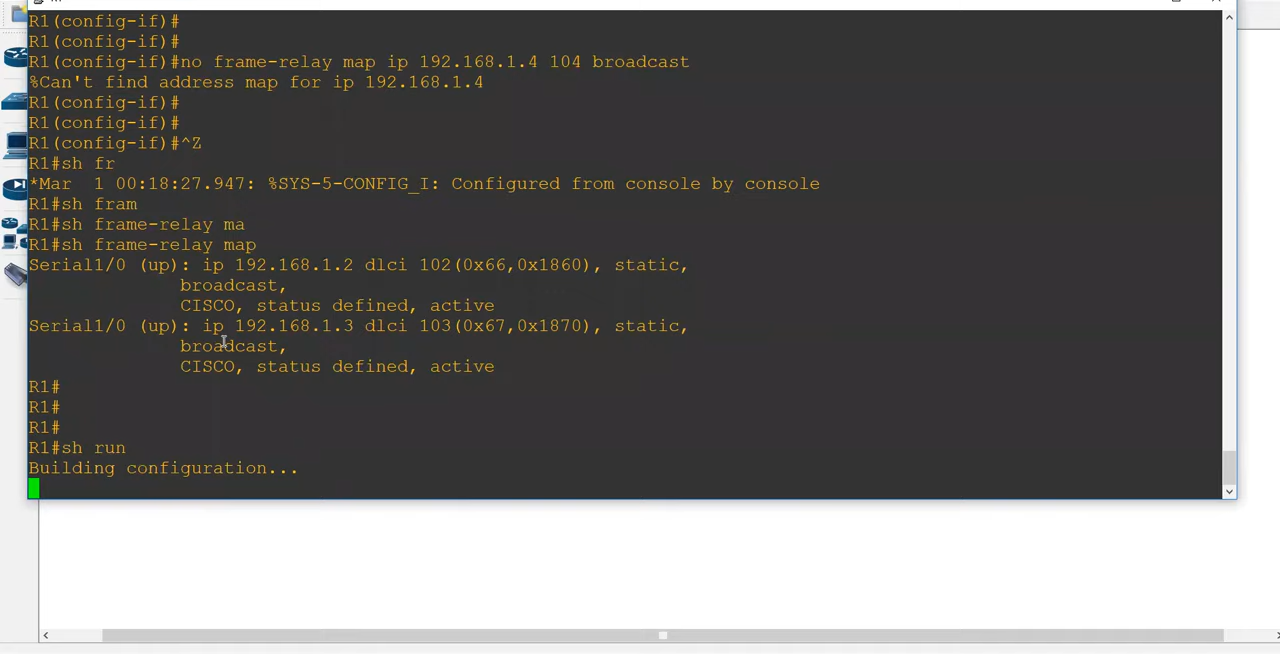 R1(config-if)#
R1(config-if)#
R1(config-if)#no frame-relay map ip 192.168.1.4 104 broadcast
%Can't find address map for ip 192.168.1.4
R1(config-if)#
R1(config-if)#
R1(config-if)#^Z
R1#sh fr
*Mar  1 00:18:27.947: %SYS-5-CONFIG_I: Configured from console by console
R1#sh fram
R1#sh frame-relay ma
R1#sh frame-relay map
Serial1/0 (up): ip 192.168.1.2 dlci 102(0x66,0x1860), static,
              broadcast,
              CISCO, status defined, active
Serial1/0 (up): ip 192.168.1.3 dlci 103(0x67,0x1870), static,
              broadcast,
              CISCO, status defined, active
R1#
R1#
R1#
R1#sh run
Building configuration...